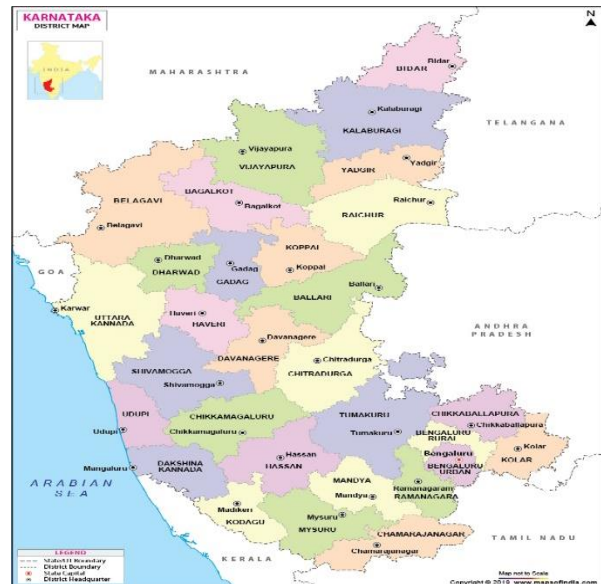 KARNATAKA
DISTRICT MAP
N
INDIA
MAHARASHTRA
Bidar
BIDAR
Kalaburagi
KALABURAGI
TELANGANA
Vijayapura
VIJAYAPURA
Yadgir
YADGIR
BAGALKOT
Bagalkot
Raichur
RAICHUR
BELAGAVI
Belagavi
KOPPAL
Koppal
Dharwad
DHARWAD
Gadag
GADAG
GOA
Ballari
BALLARI
Karwar
UTTARA
KANNADA
Haveri
HAVERI
ANDHRA
PRADESH
Davanagere
DAVANAGERE
Chitradurga
CHITRADURGA
SHIVAMOGGA
Shivamogga
UDUPI
Udupi
CHIKKAMAGALURU
Chikkamagaluru
TUMAKURU
Tumakuru
CHIKKABALLAPURA
Chikkaballapura
BENGALURU
RURAL
Bengaluru
BENGALURU
URBAN
Kolar
KOLAR
Mangaluru
DAKSHINA
KANNADA
Hassan
HASSAN
MANDYA
Mandya
Ramanagaram
RAMANAGARA
ARABIAN
SEA
Madikeri
KODAGU
Mysuru
MYSURU
CHAMARAJANAGAR
Chamarajanagar
TAMIL NADU
KERALA
LEGEND
State/UT Boundary
District Boundary
State Capital
District Headquarter
Map not to Scale
Copyright © 2019 www.mapsofindia.com